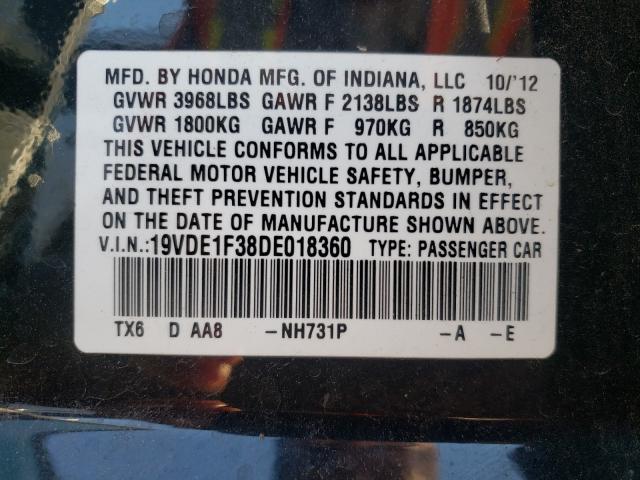 MFD. BY HONDA MFG. OF INDIANA, LLC 10/'12
GVWR 3968LBS GAWR F 2138LBS R 1874LBS
GVWR 1800KG GAWR F 970KG R 850KG
THIS VEHICLE CONFORMS TO ALL APPLICABLE
FEDERAL MOTOR VEHICLE SAFETY, BUMPER,
AND THEFT PREVENTION STANDARDS IN EFFECT
ON THE DATE OF MANUFACTURE SHOWN ABOVE.
V.I.N.:19VDE1F38DE018360 TYPE: PASSENGER CAR
TX6 D AA8 -NH731P -A -E